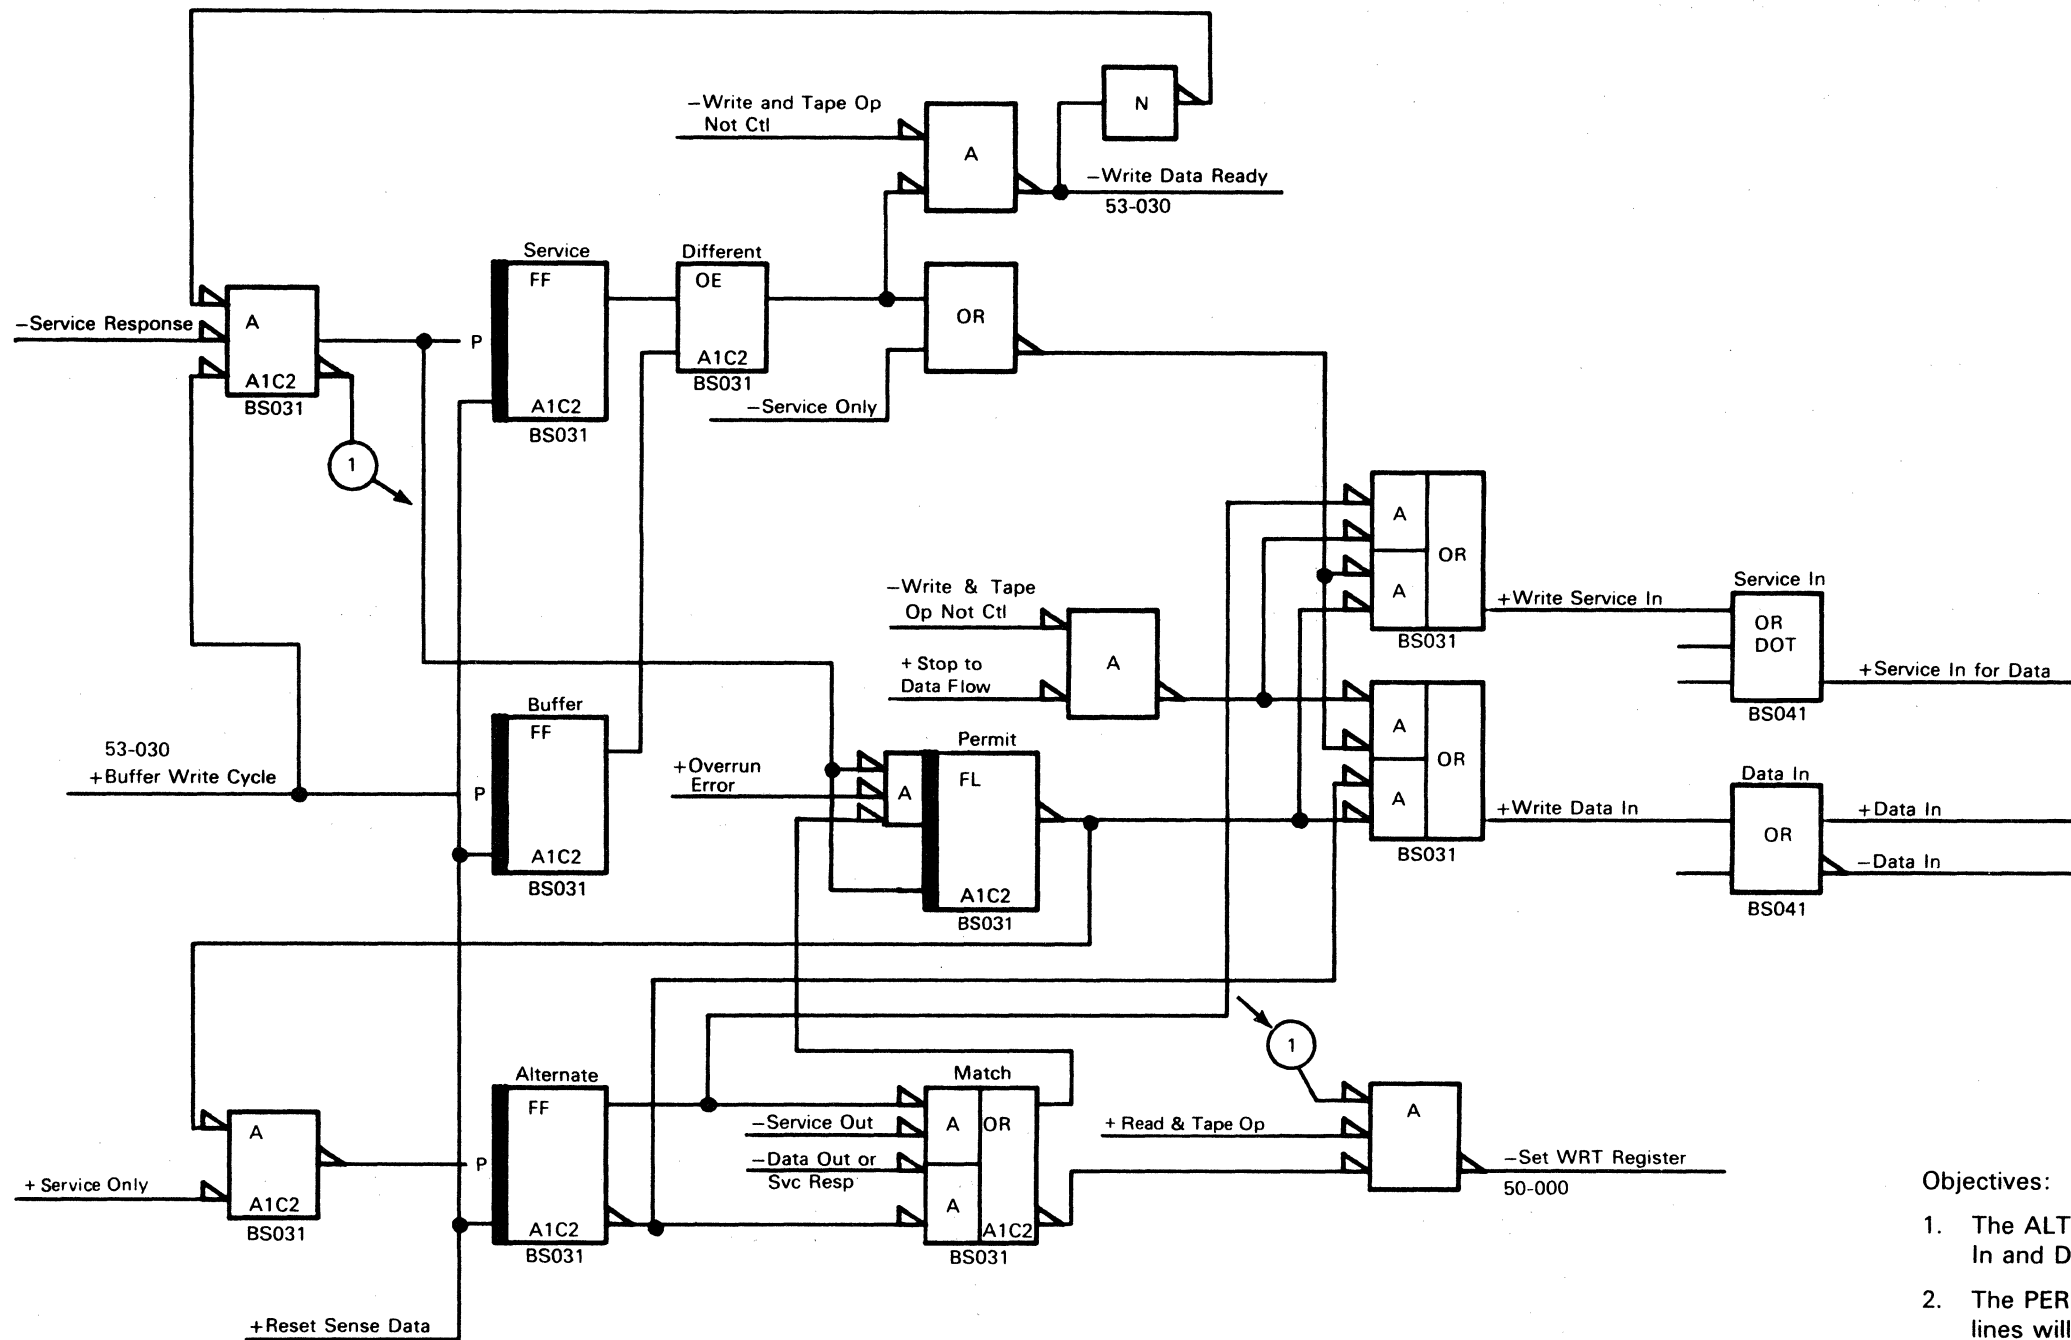 N
−Write and Tape Op
Not Ctl
A
−Write Data Ready
53-030
Service
FF
P
A1C2
BS031
Different
OE
A1C2
BS031
OR
−Service Only
−Service Response
A
A1C2
BS031
1
A
OR
A
BS031
+Write Service In
Service In
OR
DOT
BS041
+Service In for Data
−Write & Tape
Op Not Ctl
+Stop to
Data Flow
A
Buffer
FF
P
A1C2
BS031
53-030
+Buffer Write Cycle
+Overrun
Error
Permit
A
FL
A1C2
BS031
A
OR
A
BS031
+Write Data In
Data In
OR
BS041
+Data In
−Data In
1
Alternate
FF
P
A1C2
BS031
A
A1C2
BS031
+Service Only
Match
A
OR
A
A1C2
BS031
−Service Out
−Data Out or
Svc Resp
+Read & Tape Op
A
−Set WRT Register
50-000
+Reset Sense Data
Objectives:
1. The ALT
In and D
2. The PER
lines will